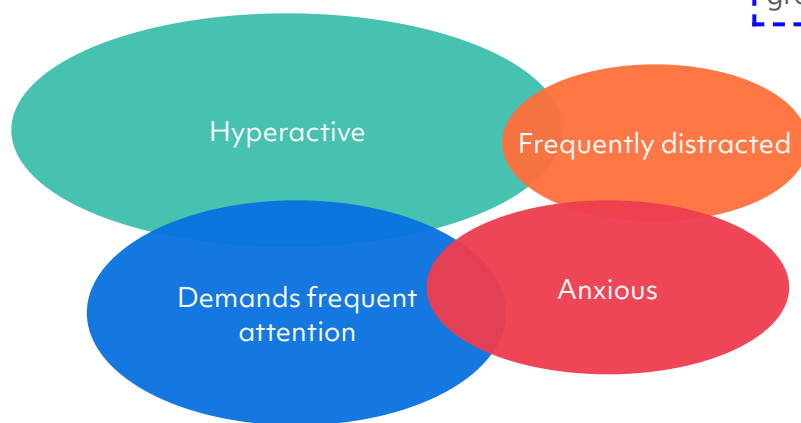 Hyperactive
Frequently distracted
Demands frequent
attention
Anxious